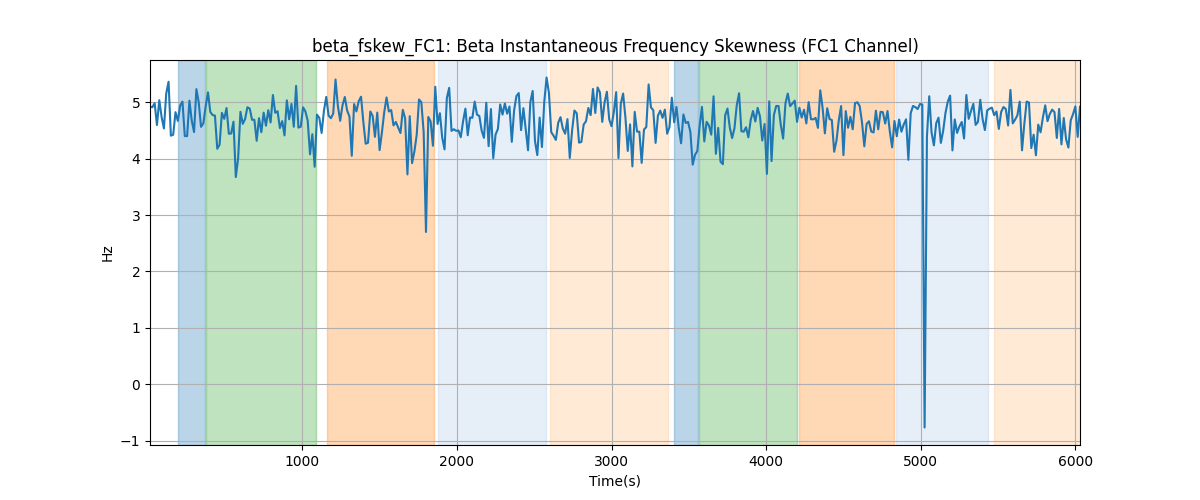 beta_fskew_FC1: Beta Instantaneous Frequency Skewness (FC1 Channel)
Hz
5
4
3
2
1
0
−1
1000 2000 3000 4000 5000 6000
Time(s)